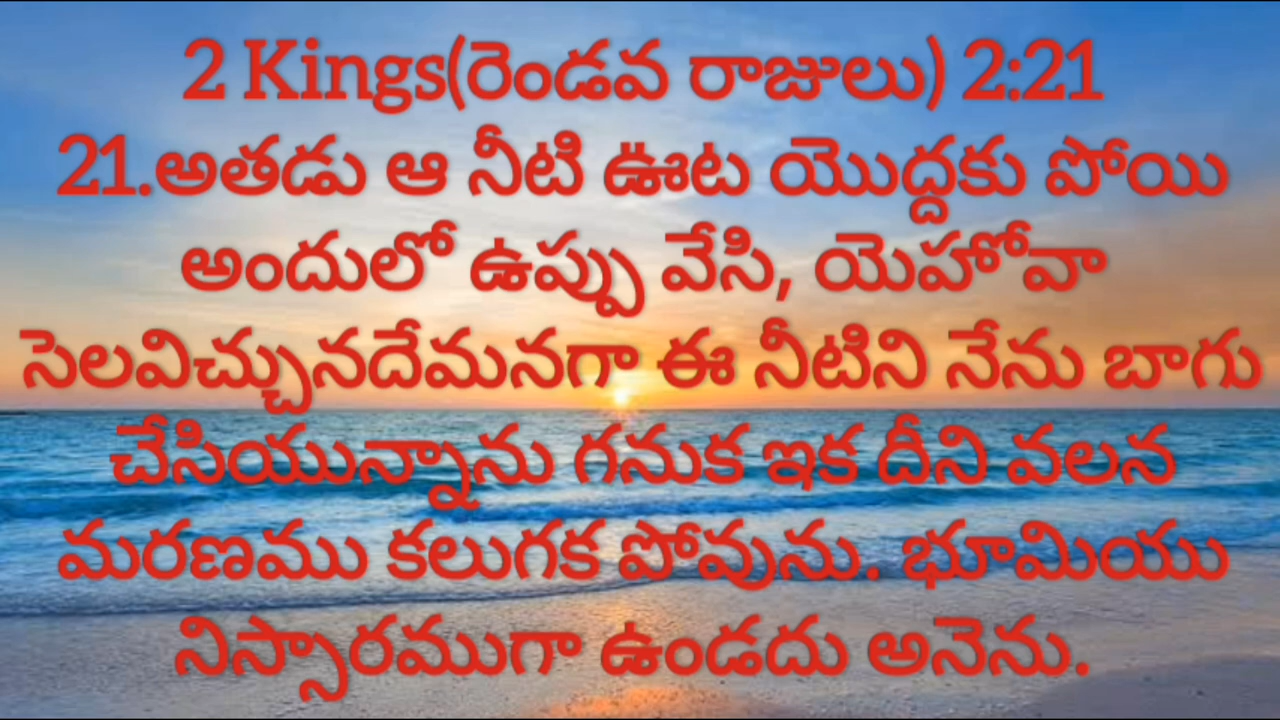 2 Kings(రెండవ రాజులు) 2:21
21.అతడు ఆ నీటి ఊట యొద్దకు పోయి
అందులో ఉప్పు వేసి, యెహోవా
సెలవిచ్చునదేమనగా ఈ నీటిని నేను బాగు
చేసియున్నాను గనుక ఇక దీని వలన
మరణము కలుగక పోవును. భూమియు
నిస్సారముగా ఉండదు అనెను.